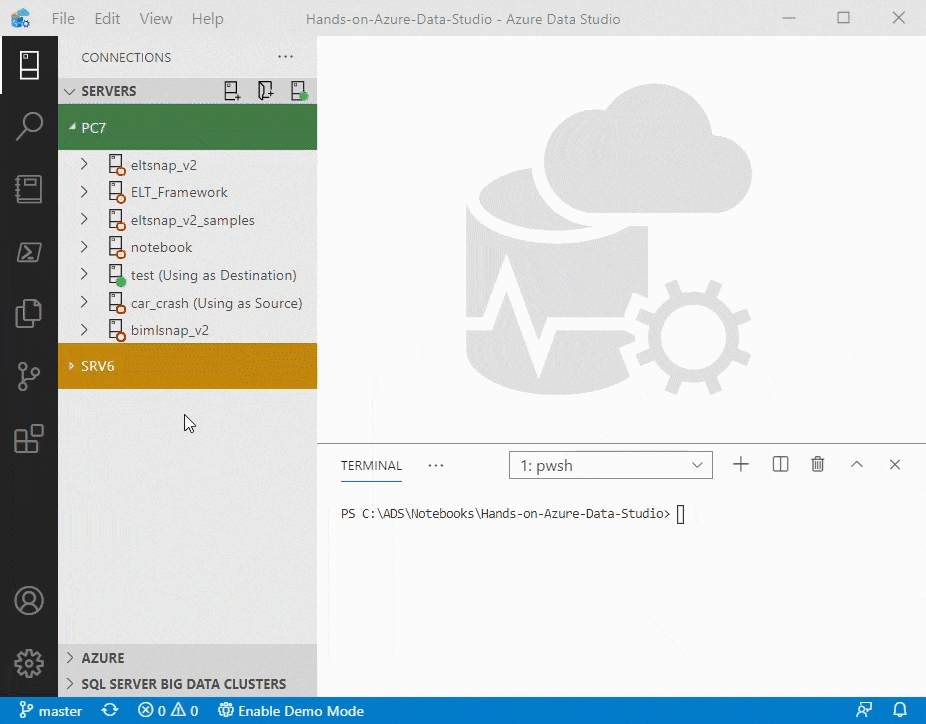 File Edit View Help Hands-on-Azure-Data-Studio - Azure Data Studio
CONNECTIONS
SERVERS
PC7
eltsnap_v2
ELT_Framework
eltsnap_v2_samples
notebook
test (Using as Destination)
car_crash (Using as Source)
bimlsnap_v2
SRV6
TERMINAL
1: pwsh
PS C:\ADS\Notebooks\Hands-on-Azure-Data-Studio>
AZURE
SQL SERVER BIG DATA CLUSTERS
master 0 0 Enable Demo Mode